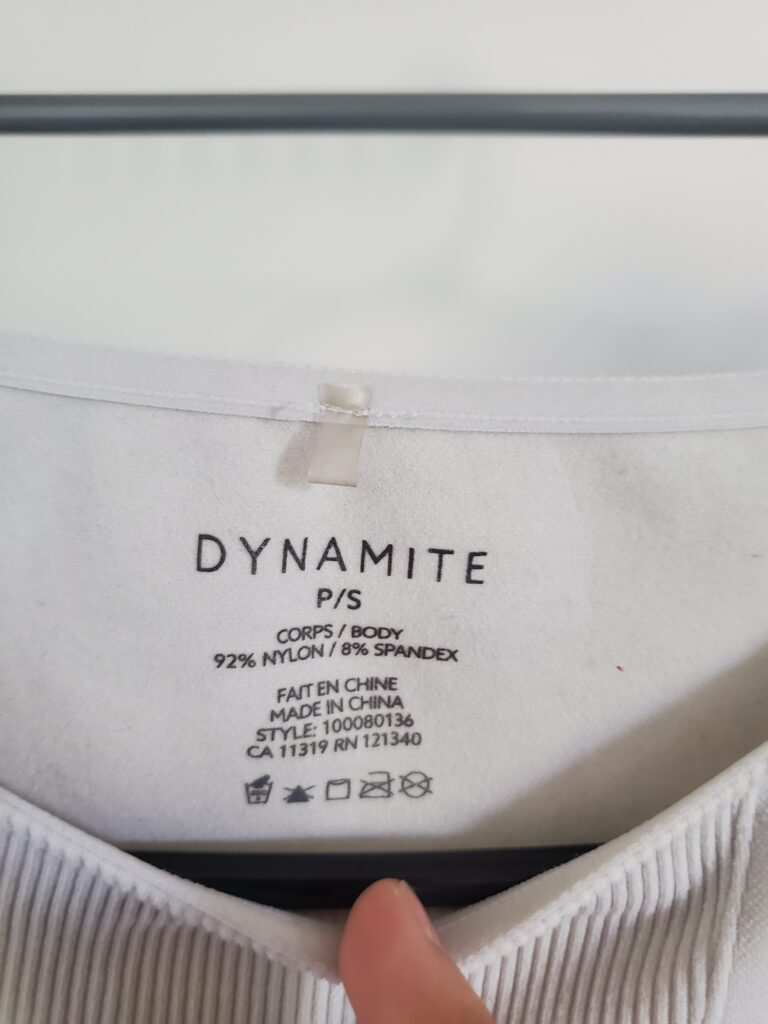 DYNAMITE
P/S
CORPS / BODY
92% NYLON / 8% SPANDEX
FAIT EN CHINE
MADE IN CHINA
STYLE: 100080136
CA 11319 RN 121340